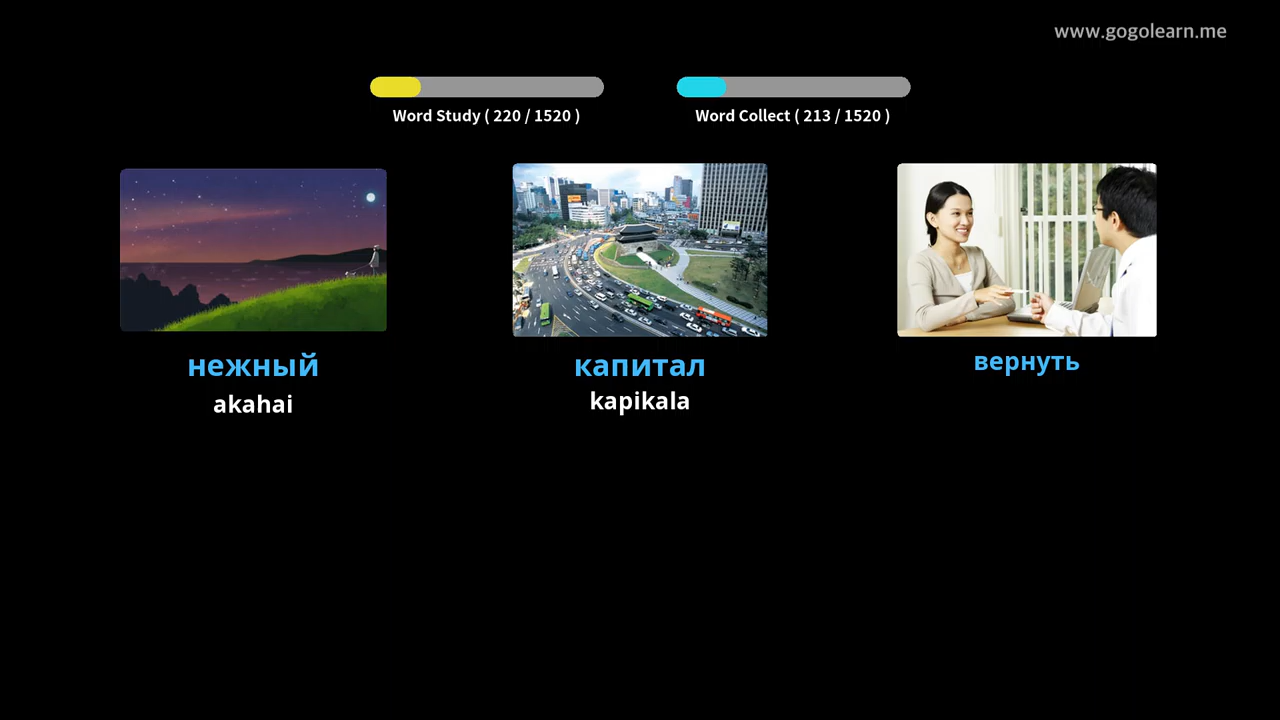 www.gogolearn.me
Word Study ( 220 / 1520 )
Word Collect ( 213 / 1520 )
нежный
akahai
капитал
kapikala
вернуть